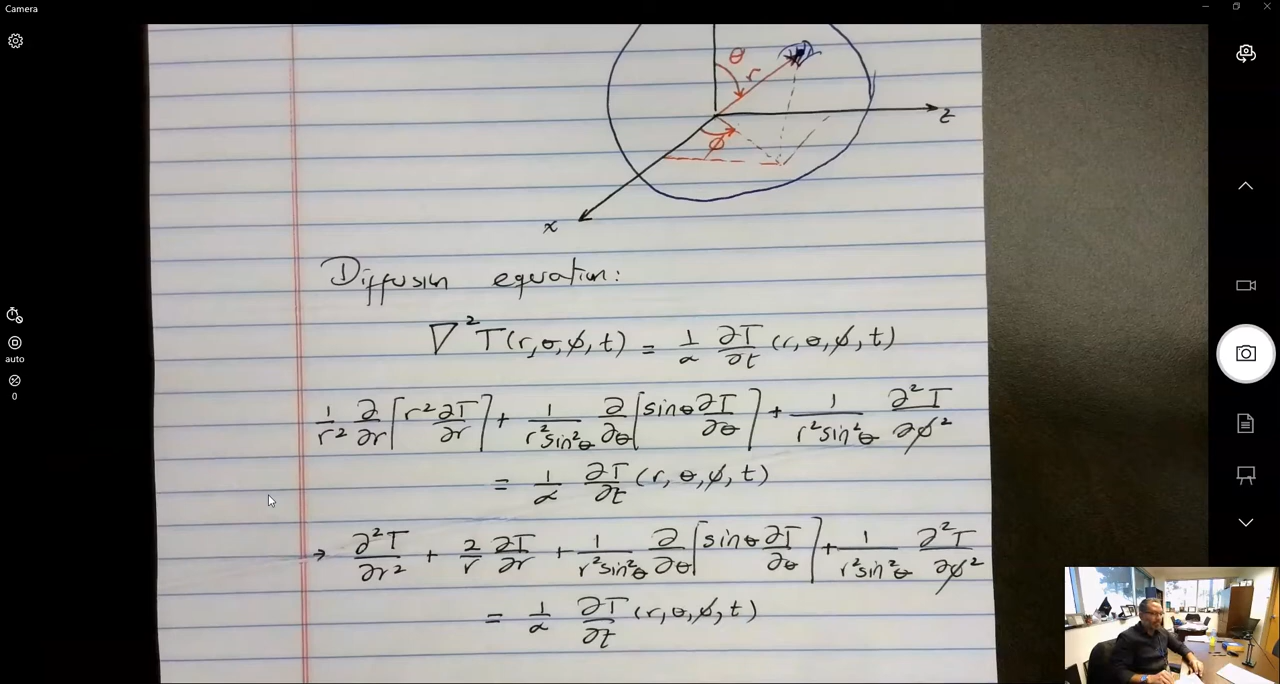 Camera
θ
r
z
ϕ
x
Diffusion equation:
∇²T(r,θ,ϕ,t) = 1/α ∂T/∂t (r,θ,ϕ,t)
1/r² ∂/∂r [r² ∂T/∂r] + 1/(r² sin²θ) ∂/∂θ [sinθ ∂T/∂θ] + 1/(r² sin²θ) ∂²T/∂ϕ²
= 1/α ∂T/∂t (r,θ,ϕ,t)
→ ∂²T/∂r² + 2/r ∂T/∂r + 1/(r² sin²θ) ∂/∂θ [sinθ ∂T/∂θ] + 1/(r² sin²θ) ∂²T/∂ϕ²
= 1/α ∂T/∂t (r,θ,ϕ,t)
auto
0